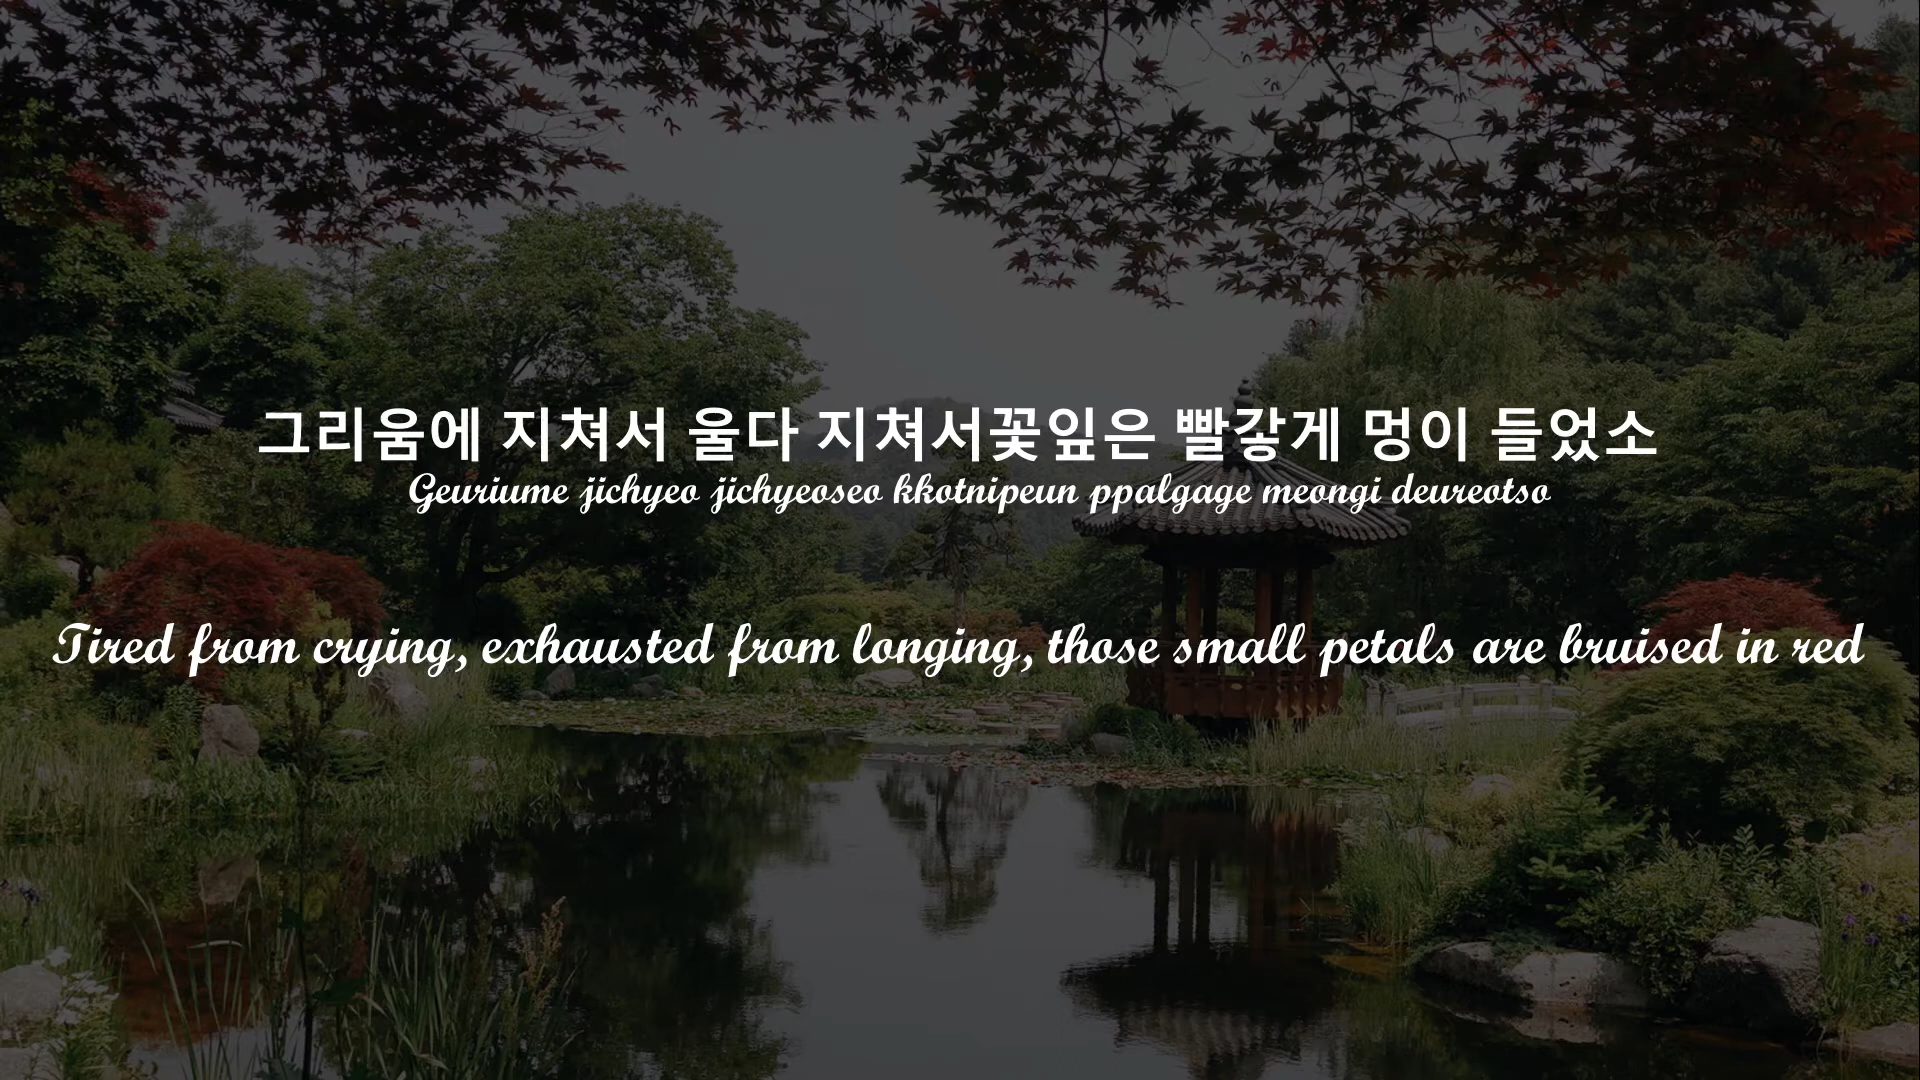 그리움에 지쳐서 울다 지쳐서꽃잎은 빨갛게 멍이 들었소
Geuriume jichyeo jichyeoseo kkotnipeun ppalgage meongi deureotso
Tired from crying, exhausted from longing, those small petals are bruised in red